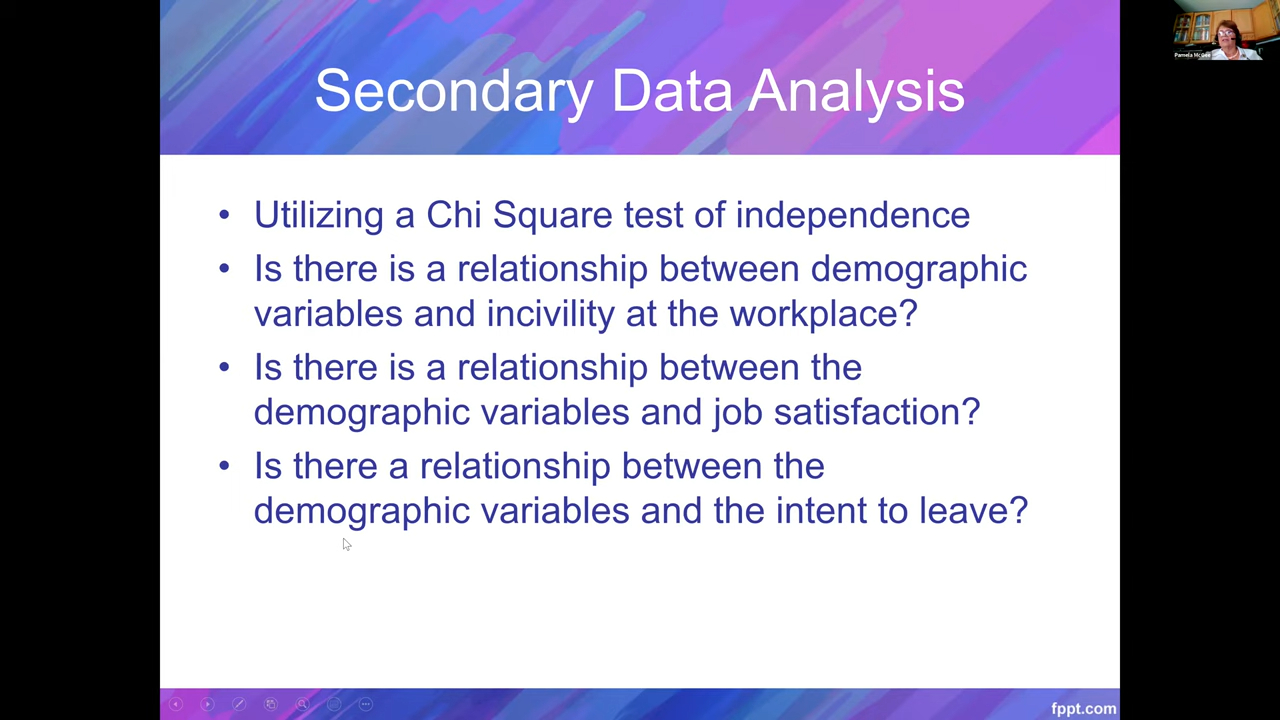 Secondary Data Analysis
• Utilizing a Chi Square test of independence
• Is there is a relationship between demographic
variables and incivility at the workplace?
• Is there is a relationship between the
demographic variables and job satisfaction?
• Is there a relationship between the
demographic variables and the intent to leave?
fppt.com
Pamela McGee